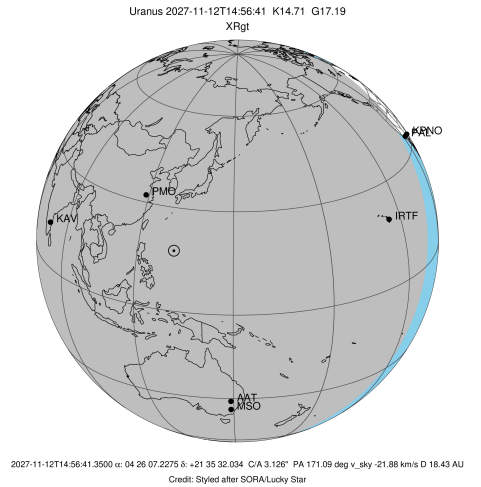 Uranus 2027-11-12T14:56:41 K14.71 G17.19
XRgt
KPNO
PAL
PMO
KAV
IRTF
AAT
MSO
2027-11-12T14:56:41.3500 α: 04 26 07.2275 δ: +21 35 32.034 C/A 3.126" PA 171.09 deg v_sky -21.88 km/s D 18.43 AU
Credit: Styled after SORA/Lucky Star